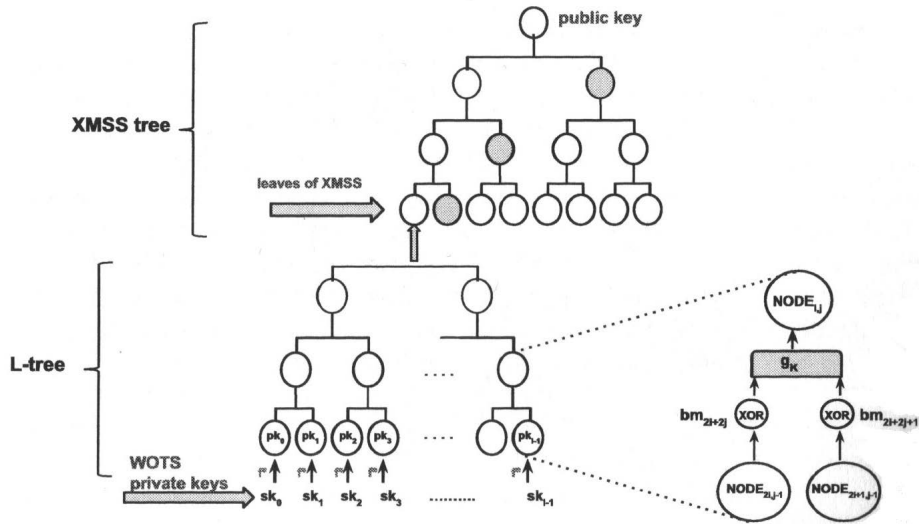 public key
XMSS tree
leaves of XMSS
L-tree
NODE_{i,j}
g_K
bm_{2i+2j} XOR XOR bm_{2i+2j+1}
pk_0 pk_1 pk_2 pk_3 ..... pk_{l-1}
WOTS
private keys
sk_0 sk_1 sk_2 sk_3 ......... sk_{l-1}
NODE_{2i,j-1} NODE_{2i+1,j-1}